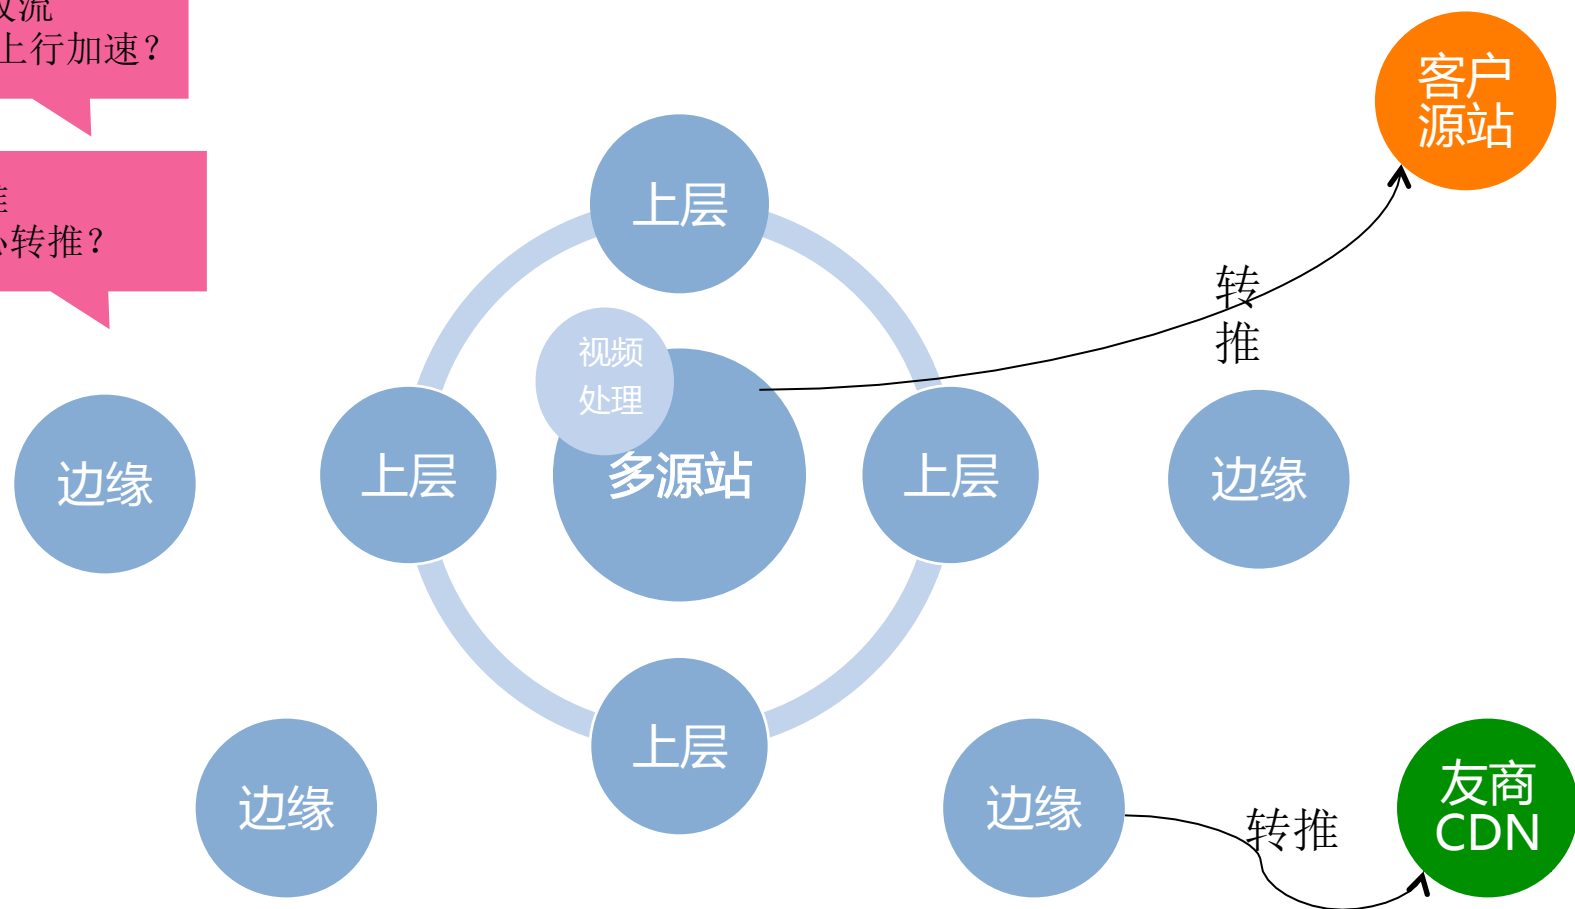 上行加速？
转推？
客户
源站
上层
转
推
视频
处理
多源站
上层
上层
边缘
边缘
上层
边缘
边缘
转推
友商
CDN